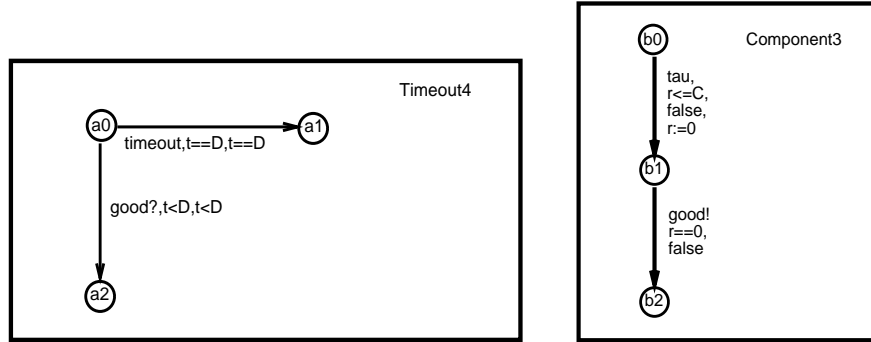 Timeout4
a0
a1
timeout,t==D,t==D
good?,t<D,t<D
a2
Component3
b0
tau,
r<=C,
false,
r:=0
b1
good!
r==0,
false
b2